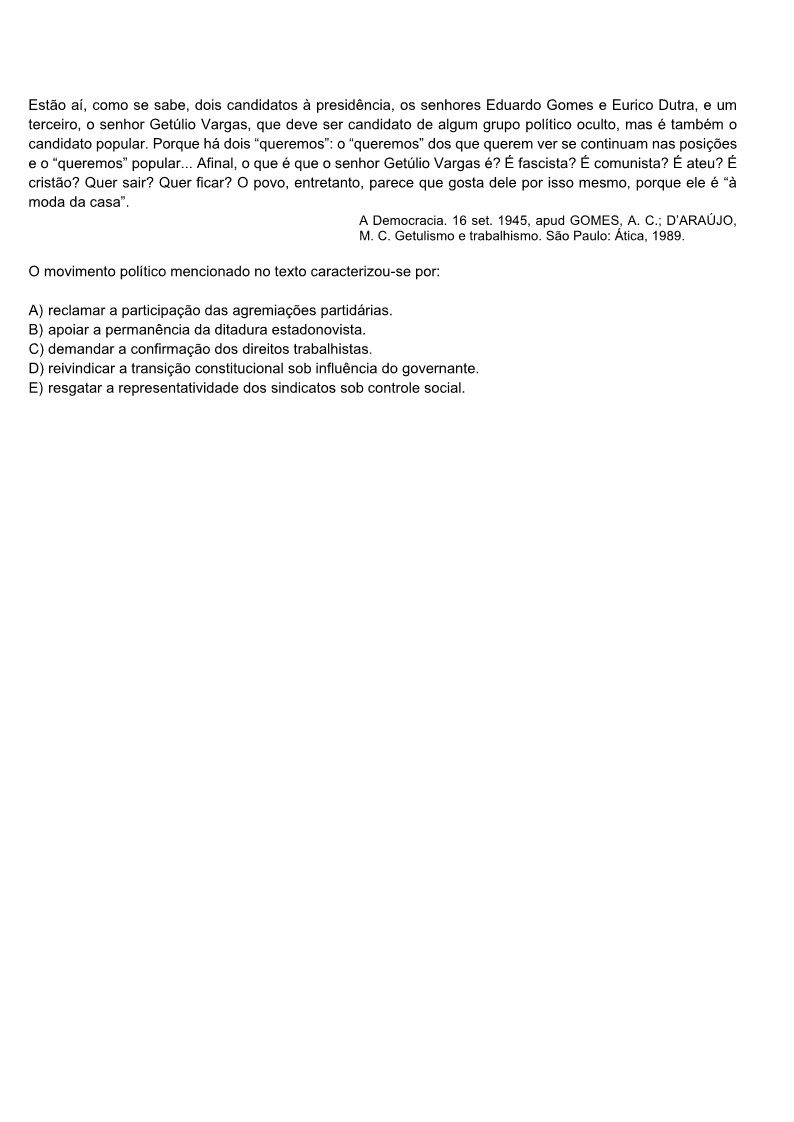 Estão aí, como se sabe, dois candidatos à presidência, os senhores Eduardo Gomes e Eurico Dutra, e um
terceiro, o senhor Getúlio Vargas, que deve ser candidato de algum grupo político oculto, mas é também o
candidato popular. Porque há dois “queremos”: o “queremos” dos que querem ver se continuam nas posições
e o “queremos” popular... Afinal, o que é que o senhor Getúlio Vargas é? É fascista? É comunista? É ateu? É
cristão? Quer sair? Quer ficar? O povo, entretanto, parece que gosta dele por isso mesmo, porque ele é “à
moda da casa”.
A Democracia. 16 set. 1945, apud GOMES, A. C.; D’ARAÚJO,
M. C. Getulismo e trabalhismo. São Paulo: Ática, 1989.
O movimento político mencionado no texto caracterizou-se por:
A) reclamar a participação das agremiações partidárias.
B) apoiar a permanência da ditadura estadonovista.
C) demandar a confirmação dos direitos trabalhistas.
D) reivindicar a transição constitucional sob influência do governante.
E) resgatar a representatividade dos sindicatos sob controle social.